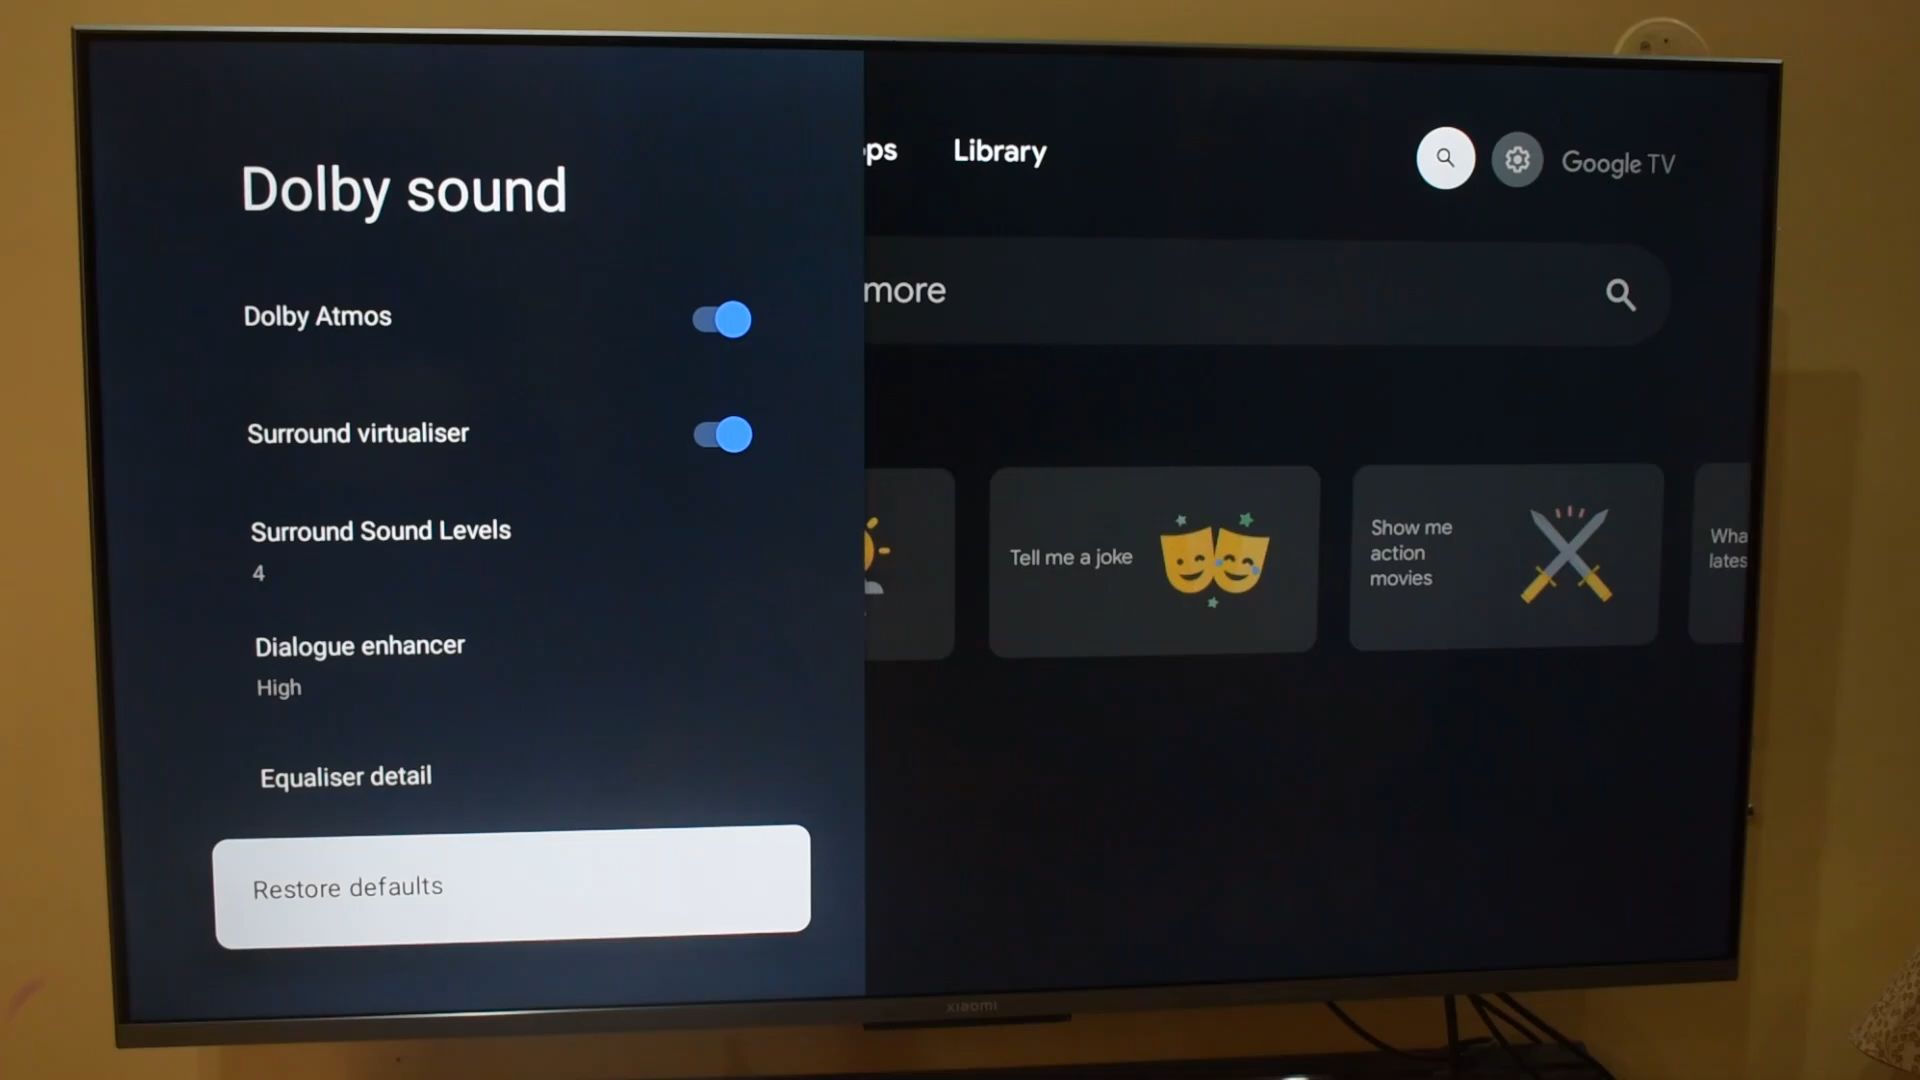 Dolby sound
Dolby Atmos
Surround virtualiser
Surround Sound Levels
4
Dialogue enhancer
High
Equaliser detail
Restore defaults
ps
Library
Google TV
more
Tell me a joke
Show me
action
movies
Wha
lates
xiaomi